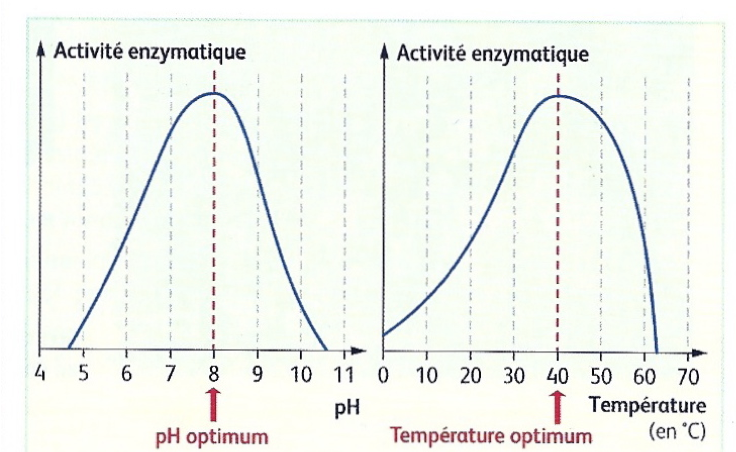 Activité enzymatique
4 5 6 7 8 9 10 11
pH
pH optimum
Activité enzymatique
0 10 20 30 40 50 60 70
Température
(en °C)
Température optimum